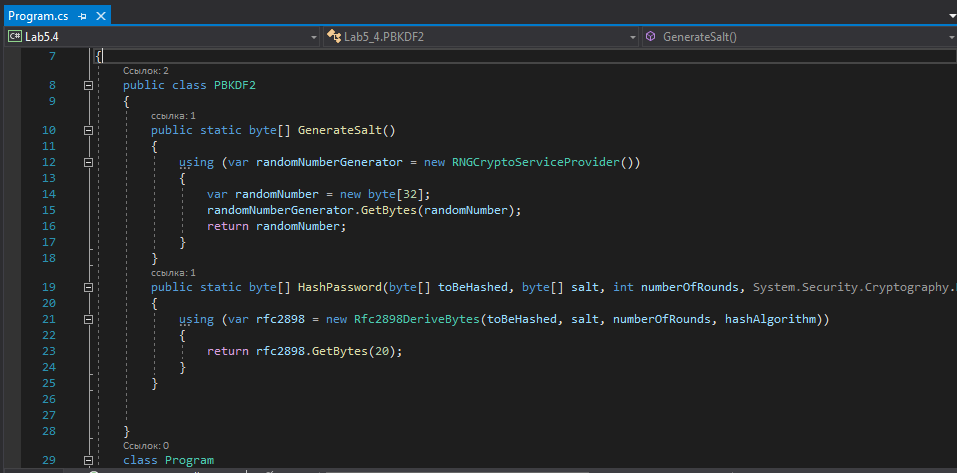 Program.cs
C# Lab5.4 Lab5_4.PBKDF2 GenerateSalt()
7 {
Ссылок: 2
8 public class PBKDF2
9 {
ссылка: 1
10 public static byte[] GenerateSalt()
11 {
12 using (var randomNumberGenerator = new RNGCryptoServiceProvider())
13 {
14 var randomNumber = new byte[32];
15 randomNumberGenerator.GetBytes(randomNumber);
16 return randomNumber;
17 }
18 }
ссылка: 1
19 public static byte[] HashPassword(byte[] toBeHashed, byte[] salt, int numberOfRounds, System.Security.Cryptography.
20 {
21 using (var rfc2898 = new Rfc2898DeriveBytes(toBeHashed, salt, numberOfRounds, hashAlgorithm))
22 {
23 return rfc2898.GetBytes(20);
24 }
25 }
26
27
28 }
Ссылок: 0
29 class Program